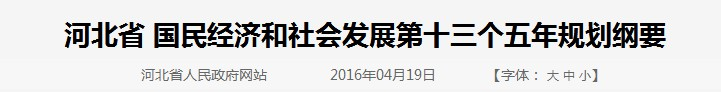 河北省 国民经济和社会发展第十三个五年规划纲要
河北省人民政府网站 2016年04月19日 【字体：大 中 小】